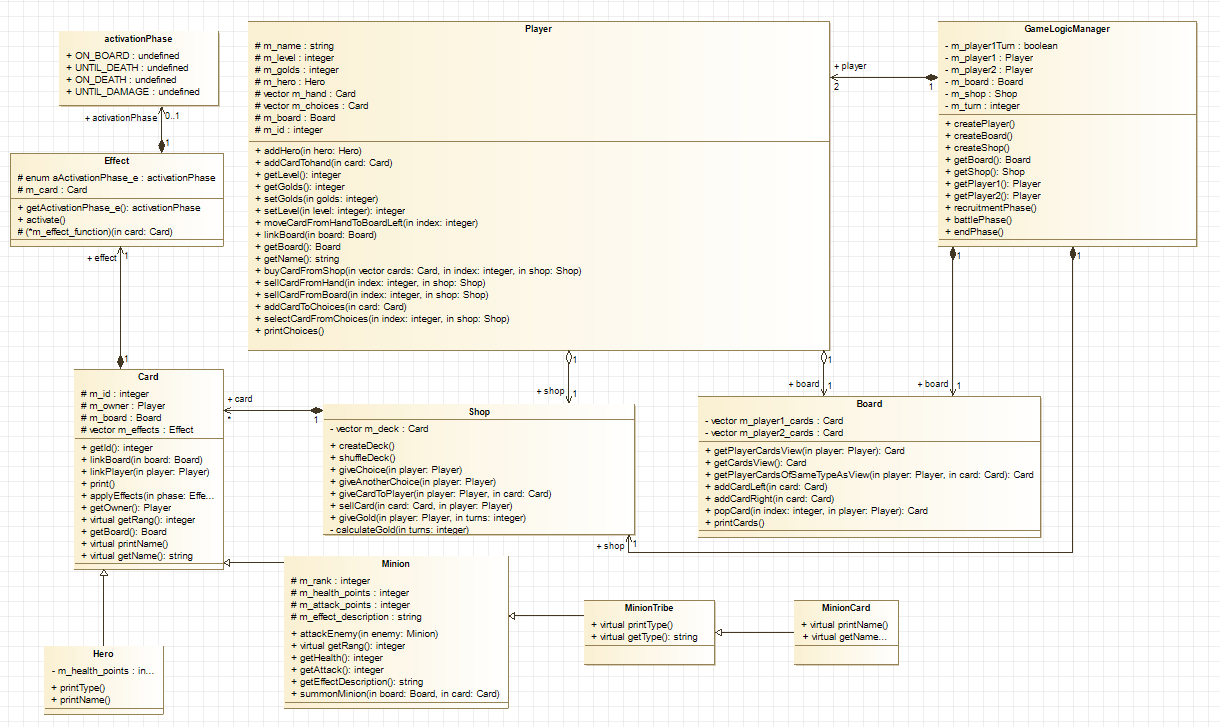 activationPhase
+ ON_BOARD : undefined
+ UNTIL_DEATH : undefined
+ ON_DEATH : undefined
+ UNTIL_DAMAGE : undefined
+ activationPhase
0..1
1
Effect
# enum aActivationPhase_e : activationPhase
# m_card : Card
+ getActivationPhase_e(): activationPhase
+ activate()
# (*m_effect_function)(in card: Card)
+ effect
1
1
Player
# m_name : string
# m_level : integer
# m_golds : integer
# m_hero : Hero
# vector m_hand : Card
# vector m_choices : Card
# m_board : Board
# m_id : integer
+ addHero(in hero: Hero)
+ addCardTohand(in card: Card)
+ getLevel(): integer
+ getGolds(): integer
+ setGolds(in golds: integer)
+ setLevel(in level: integer): integer
+ moveCardFromHandToBoardLeft(in index: integer)
+ linkBoard(in board: Board)
+ getBoard(): Board
+ getName(): string
+ buyCardFromShop(in vector cards: Card, in index: integer, in shop: Shop)
+ sellCardFromHand(in index: integer, in shop: Shop)
+ sellCardFromBoard(in index: integer, in shop: Shop)
+ addCardToChoices(in card: Card)
+ selectCardFromChoices(in index: integer, in shop: Shop)
+ printChoices()
+ player
2
1
GameLogicManager
- m_player1Turn : boolean
- m_player1 : Player
- m_player2 : Player
- m_board : Board
- m_shop : Shop
- m_turn : integer
+ createPlayer()
+ createBoard()
+ createShop()
+ getBoard(): Board
+ getShop(): Shop
+ getPlayer1(): Player
+ getPlayer2(): Player
+ recruitmentPhase()
+ battlePhase()
+ endPhase()
1
1
1
+ shop
1
1
+ board
1
+ board
1
Card
# m_id : integer
# m_owner : Player
# m_board : Board
# vector m_effects : Effect
+ getId(): integer
+ linkBoard(in board: Board)
+ linkPlayer(in player: Player)
+ print()
+ applyEffects(in phase: Effe...
+ getOwner(): Player
+ virtual getRang(): integer
+ getBoard(): Board
+ virtual printName()
+ virtual getName(): string
+ card
*
1
Shop
- vector m_deck : Card
+ createDeck()
+ shuffleDeck()
+ giveChoice(in player: Player)
+ giveAnotherChoice(in player: Player)
+ giveCardToPlayer(in player: Player, in card: Card)
+ sellCard(in card: Card, in player: Player)
+ giveGold(in player: Player, in turns: integer)
- calculateGold(in turns: integer)
+ shop
1
Board
- vector m_player1_cards : Card
- vector m_player2_cards : Card
+ getPlayerCardsView(in player: Player): Card
+ getCardsView(): Card
+ getPlayerCardsOfSameTypeAsView(in player: Player, in card: Card): Card
+ addCardLeft(in card: Card)
+ addCardRight(in card: Card)
+ popCard(in index: integer, in player: Player): Card
+ printCards()
Minion
# m_rank : integer
# m_health_points : integer
# m_attack_points : integer
# m_effect_description : string
+ attackEnemy(in enemy: Minion)
+ virtual getRang(): integer
+ getHealth(): integer
+ getAttack(): integer
+ getEffectDescription(): string
+ summonMinion(in board: Board, in card: Card)
MinionTribe
+ virtual printType()
+ virtual getType(): string
MinionCard
+ virtual printName()
+ virtual getName...
Hero
- m_health_points : in...
+ printType()
+ printName()